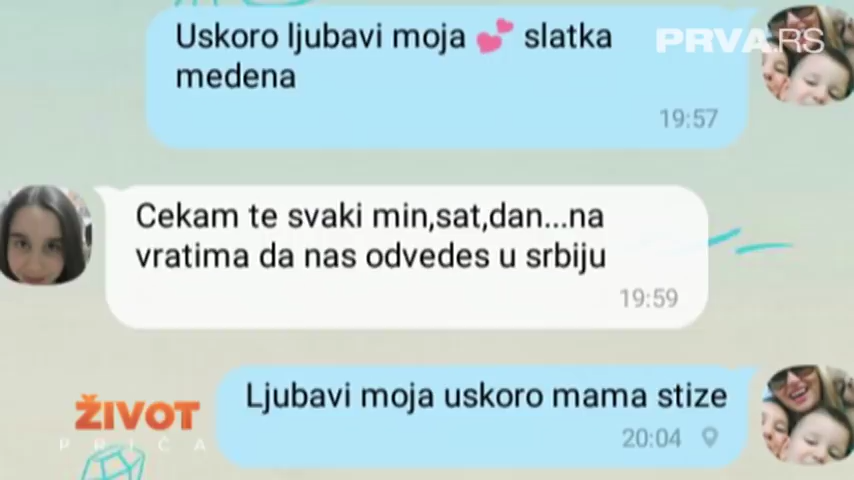 PRVA.RS
Uskoro ljubavi moja 💕 slatka
medena
19:57
Cekam te svaki min,sat,dan...na
vratima da nas odvedes u srbiju
19:59
Ljubavi moja uskoro mama stize
20:04
ŽIVOT
PRIČA